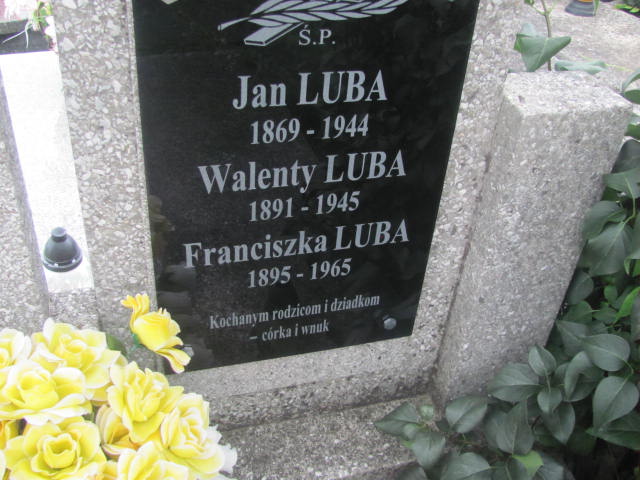 Ś.P.
Jan LUBA
1869 - 1944
Walenty LUBA
1891 - 1945
Franciszka LUBA
1895 - 1965
Kochanym rodzicom i dziadkom
– córka i wnuk